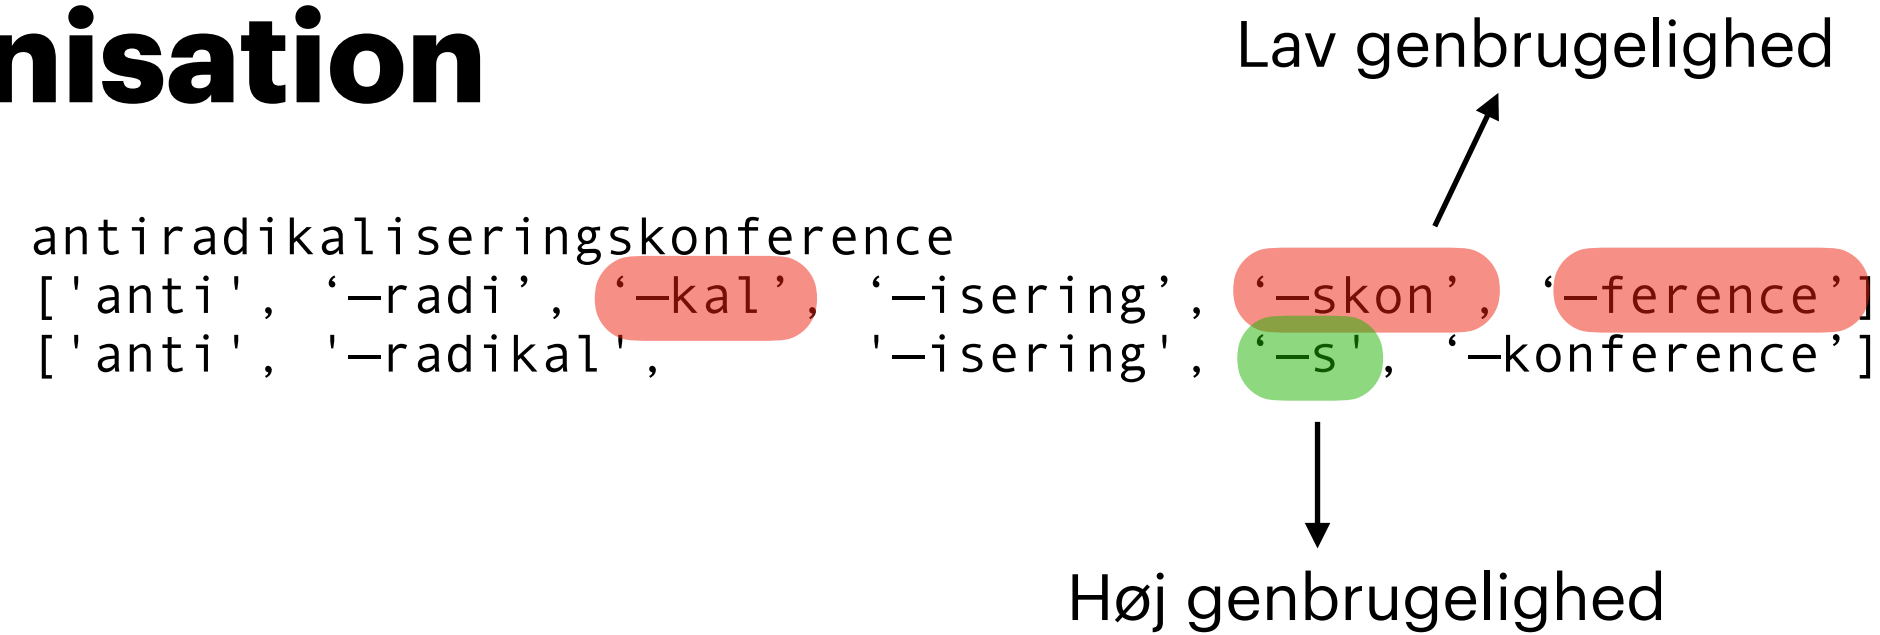 nisation
Lav genbrugelighed
antiradikaliseringskonference
['anti', ‘—radi’, ‘—kal’, ‘—isering’, ‘—skon’, ‘—ference’]
['anti', '—radikal', '—isering', ‘—s', ‘—konference’]
Høj genbrugelighed